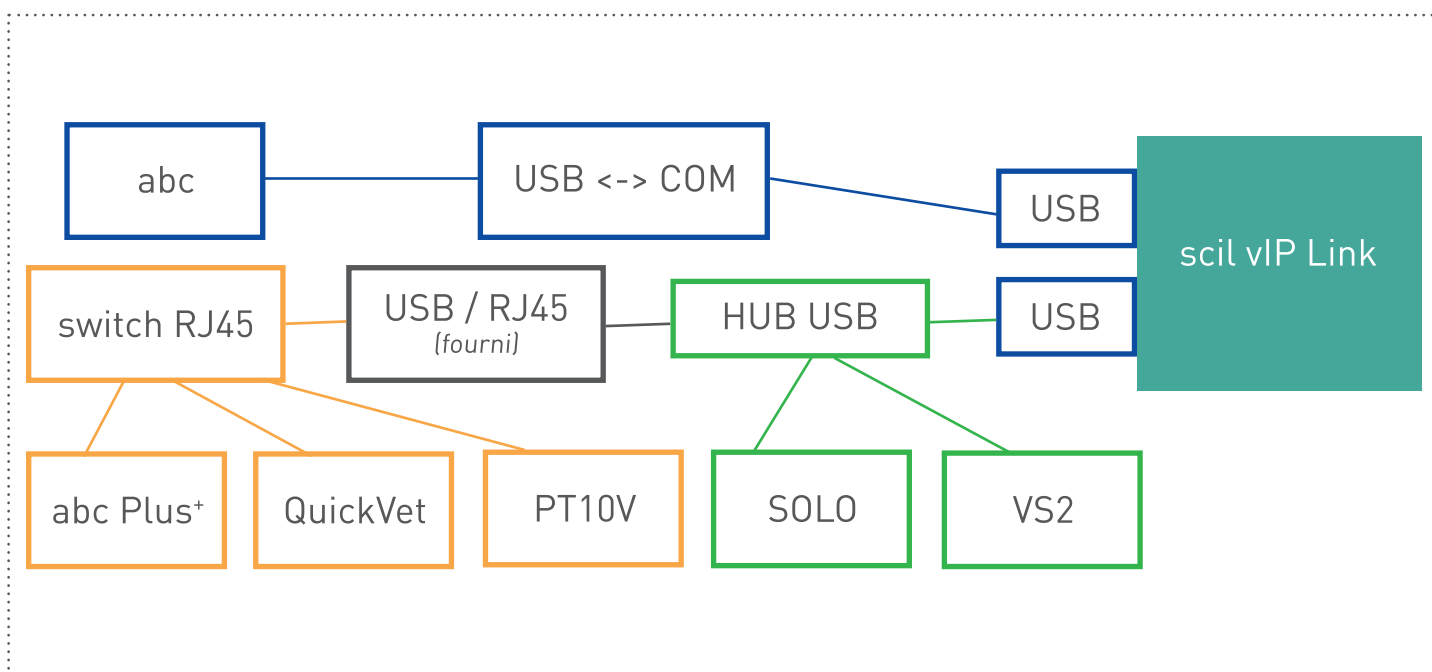 abc
USB <-> COM
USB
scil vIP Link
switch RJ45
USB / RJ45
(fourni)
HUB USB
USB
abc Plus⁺
QuickVet
PT10V
SOLO
VS2